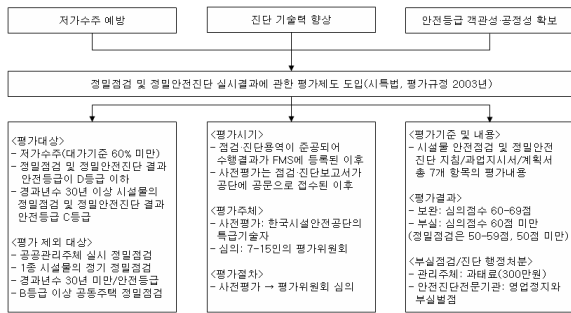 저가수주 예방
진단 기술력 향상
안전등급 객관성·공정성 확보
정밀점검 및 정밀안전진단 실시결과에 관한 평가제도 도입(시특법, 평가규정 2003년)
<평가대상>
- 저가수주(대가기준 60% 미만)
- 정밀점검 및 정밀안전진단 결과
안전등급이 D등급 이하
- 경과년수 30년 이상 시설물의
정밀점검 및 정밀안전진단 결과
안전등급 C등급
<평가 제외 대상>
- 공공관리주체 실시 정밀점검
- 1종 시설물의 정기 정밀점검
- 경과년수 30년 미만/안전등급
B등급 이상 공동주택 정밀점검
<평가시기>
- 점검·진단용역이 준공되어
수행결과가 FMS에 등록된 이후
- 사전평가는 점검·진단보고서가
공단에 공문으로 접수된 이후
<평가주체>
- 사전평가: 한국시설안전공단의
특급기술자
- 심의: 7-15인의 평가위원회
<평가절차>
- 사전평가 → 평가위원회 심의
<평가기준 및 내용>
- 시설물 안전점검 및 정밀안전
진단 지침/과업지시서/계획서
총 7개 항목의 평가내용
<평가결과>
- 보완: 심의점수 60-69점
- 부실: 심의점수 60점 미만
(정밀점검은 50-59점, 50점 미만)
<부실점검/진단 행정처분>
- 관리주체: 과태료(300만원)
- 안전진단전문기관: 영업정지와
부실벌점